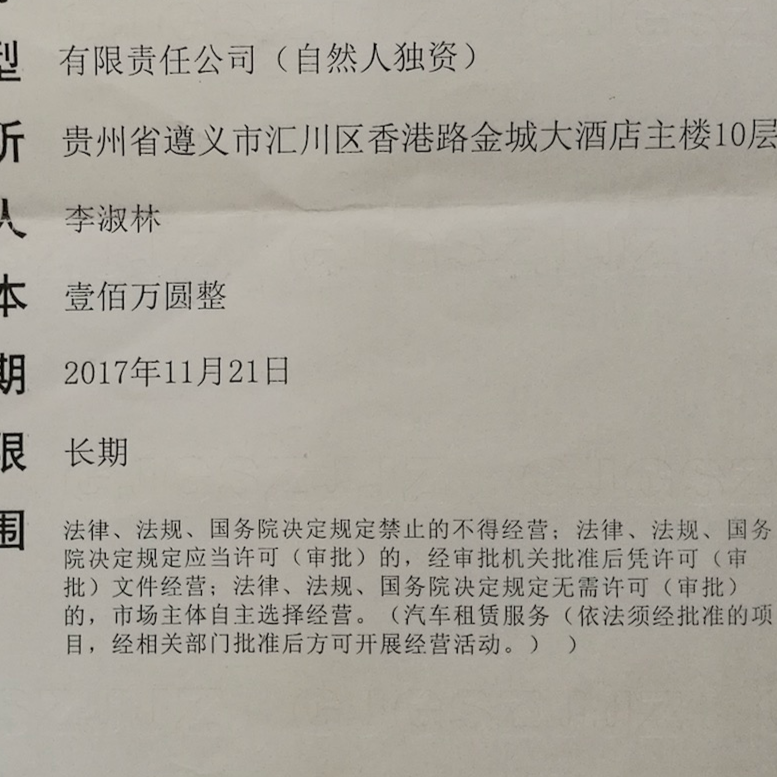 型 有限责任公司（自然人独资）
所 贵州省遵义市汇川区香港路金城大酒店主楼10层
人 李淑林
本 壹佰万圆整
期 2017年11月21日
限 长期
围 法律、法规、国务院决定规定禁止的不得经营；法律、法规、国务
院决定规定应当许可（审批）的，经审批机关批准后凭许可（审
批）文件经营；法律、法规、国务院决定规定无需许可（审批）
的，市场主体自主选择经营。（汽车租赁服务（依法须经批准的项
目，经相关部门批准后方可开展经营活动。））